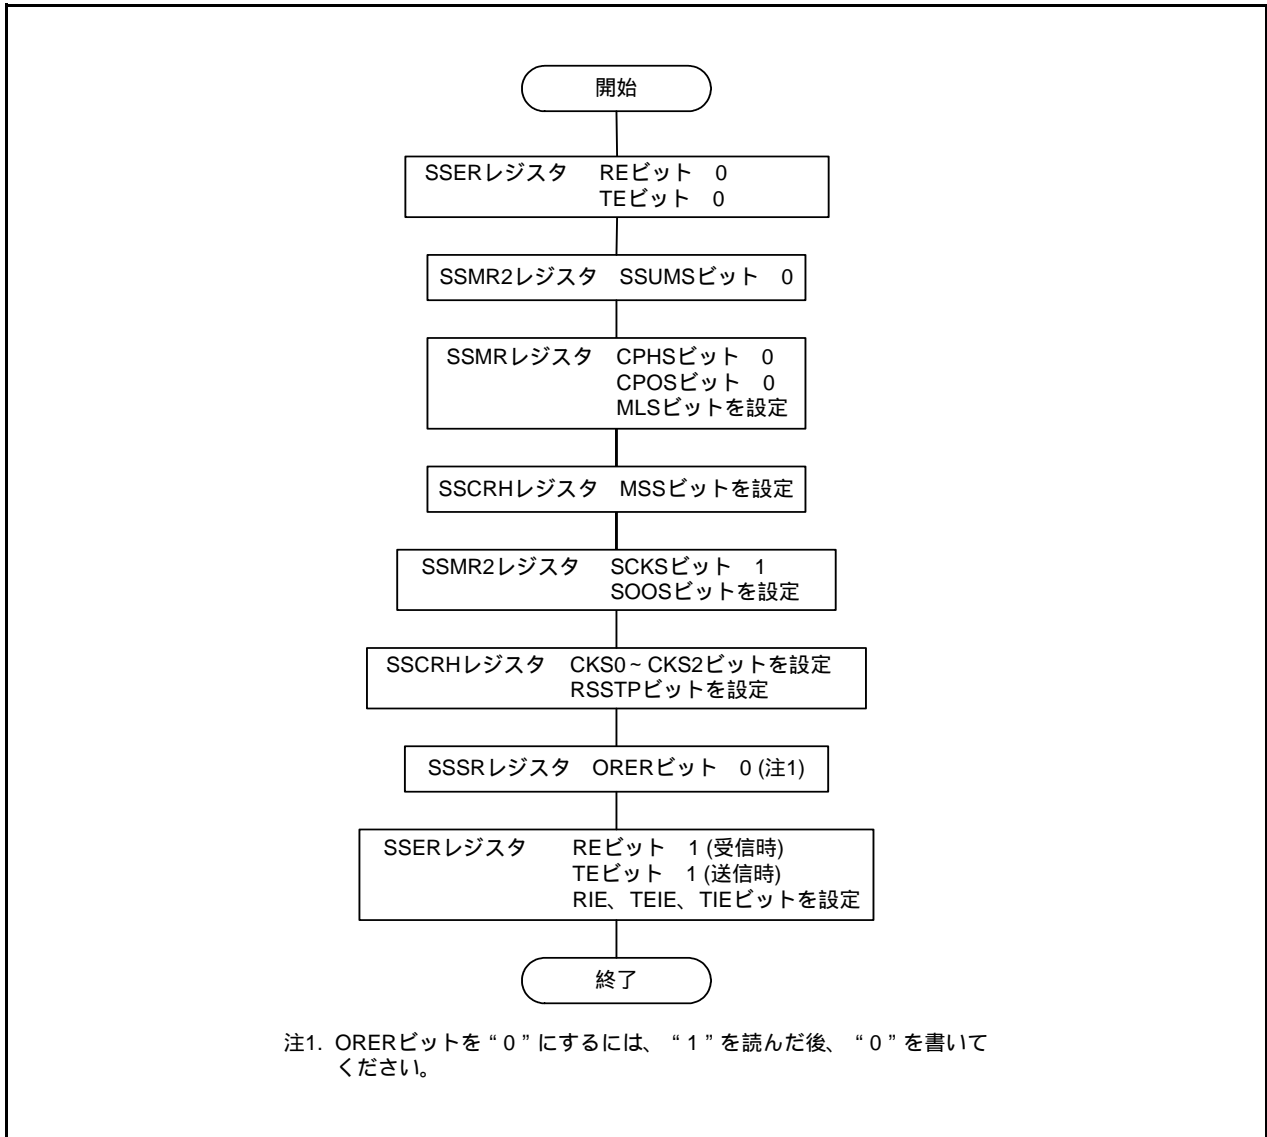 開始
SSERレジスタ REビット 0
TEビット 0
SSMR2レジスタ SSUMSビット 0
SSMRレジスタ CPHSビット 0
CPOSビット 0
MLSビットを設定
SSCRHレジスタ MSSビットを設定
SSMR2レジスタ SCKSビット 1
SOOSビットを設定
SSCRHレジスタ CKS0~CKS2ビットを設定
RSSTPビットを設定
SSSRレジスタ ORERビット 0 (注1)
SSERレジスタ REビット 1 (受信時)
TEビット 1 (送信時)
RIE、TEIE、TIEビットを設定
終了
注1. ORERビットを“0”にするには、“1”を読んだ後、“0”を書いて
ください。